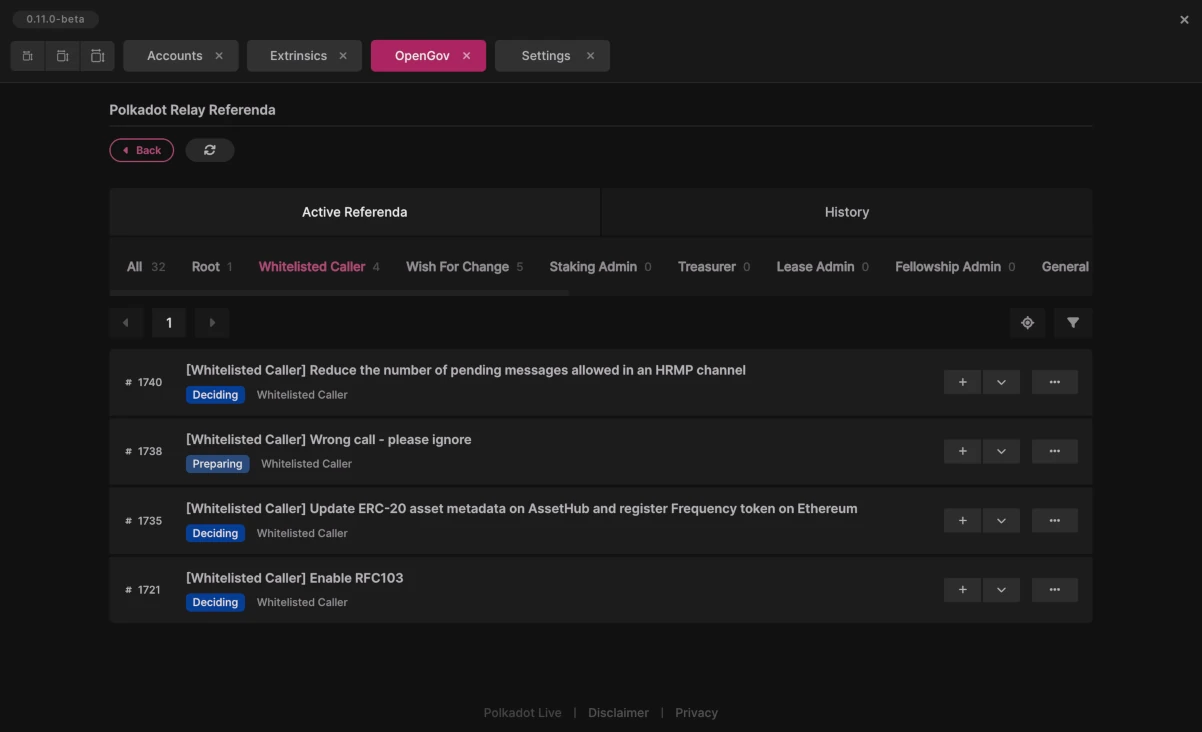 0.11.0-beta
Accounts Extrinsics OpenGov Settings
Polkadot Relay Referenda
Back
Active Referenda History
All 32 Root 1 Whitelisted Caller 4 Wish For Change 5 Staking Admin 0 Treasurer 0 Lease Admin 0 Fellowship Admin 0 General
1
# 1740 [Whitelisted Caller] Reduce the number of pending messages allowed in an HRMP channel
Deciding Whitelisted Caller
# 1738 [Whitelisted Caller] Wrong call - please ignore
Preparing Whitelisted Caller
# 1735 [Whitelisted Caller] Update ERC-20 asset metadata on AssetHub and register Frequency token on Ethereum
Deciding Whitelisted Caller
# 1721 [Whitelisted Caller] Enable RFC103
Deciding Whitelisted Caller
Polkadot Live | Disclaimer | Privacy